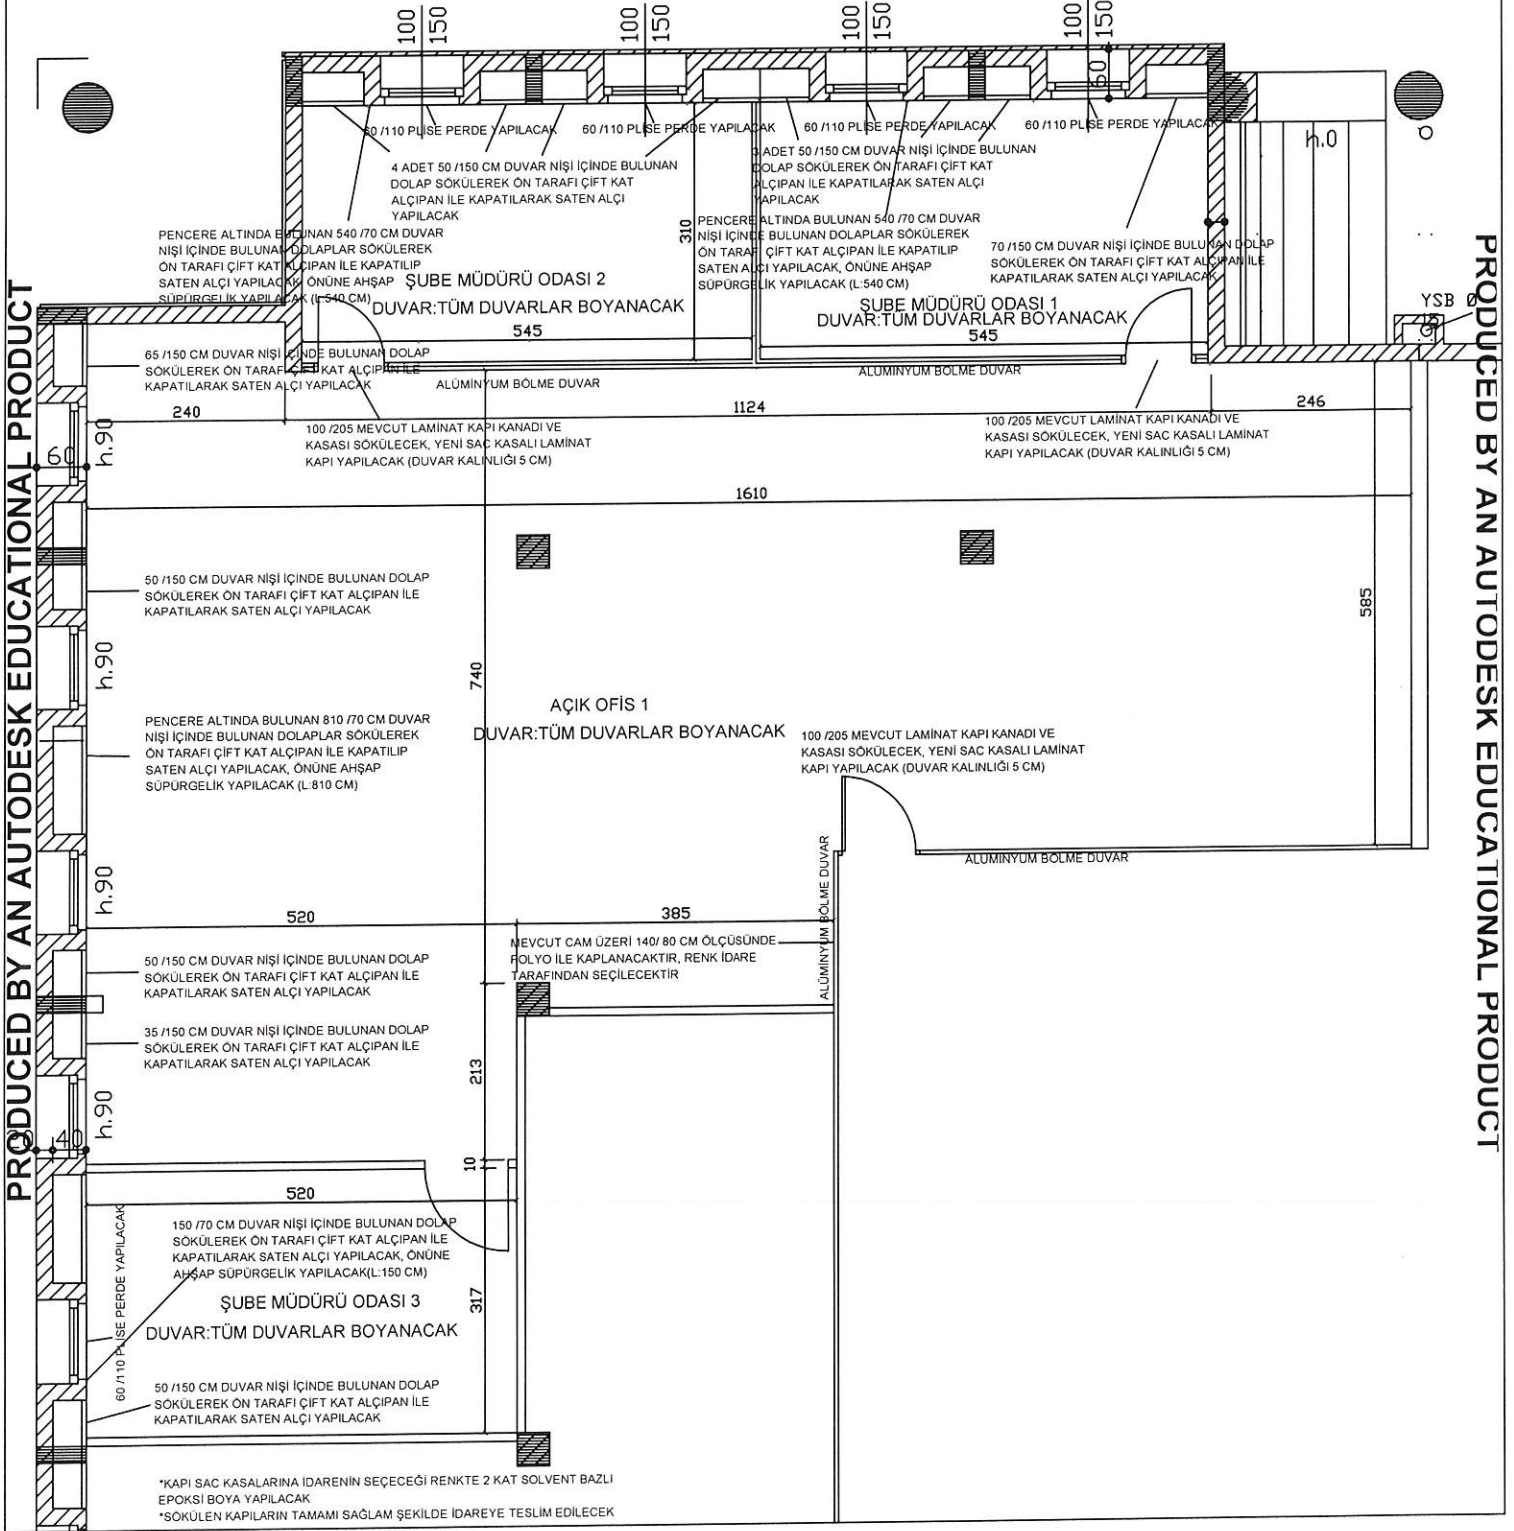 100
150
100
150
100
150
100
150
60
60 /110 PLİSE PERDE YAPILACAK
60 /110 PLİSE PERDE YAPILACAK
60 /110 PLİSE PERDE YAPILACAK
60 /110 PLİSE PERDE YAPILACAK
h.0
4 ADET 50 /150 CM DUVAR NİŞİ İÇİNDE BULUNAN
DOLAP SÖKÜLEREK ÖN TARAFI ÇİFT KAT
ALÇIPAN İLE KAPATILARAK SATEN ALÇI
YAPILACAK
ADET 50 /150 CM DUVAR NİŞİ İÇİNDE BULUNAN
DOLAP SÖKÜLEREK ÖN TARAFI ÇİFT KAT
ALÇIPAN İLE KAPATILARAK SATEN ALÇI
YAPILACAK
PENCERE ALTINDA BULUNAN 540 /70 CM DUVAR
NİŞİ İÇİNDE BULUNAN DOLAPLAR SÖKÜLEREK
ÖN TARAFI ÇİFT KAT ALÇIPAN İLE KAPATILIP
SATEN ALÇI YAPILACAK, ÖNÜNE AHŞAP
SÜPÜRGELİK YAPILACAK (L:540 CM)
310
PENCERE ALTINDA BULUNAN 540 /70 CM DUVAR
NİŞİ İÇİNDE BULUNAN DOLAPLAR SÖKÜLEREK
ÖN TARAFI ÇİFT KAT ALÇIPAN İLE KAPATILIP
SATEN ALÇI YAPILACAK, ÖNÜNE AHŞAP
SÜPÜRGELİK YAPILACAK (L:540 CM)
70 /150 CM DUVAR NİŞİ İÇİNDE BULUNAN DOLAP
SÖKÜLEREK ÖN TARAFI ÇİFT KAT ALÇIPAN İLE
KAPATILARAK SATEN ALÇI YAPILACAK
ŞUBE MÜDÜRÜ ODASI 2
DUVAR:TÜM DUVARLAR BOYANACAK
545
ŞUBE MÜDÜRÜ ODASI 1
DUVAR:TÜM DUVARLAR BOYANACAK
545
YSB Ø
65 /150 CM DUVAR NİŞİ İÇİNDE BULUNAN DOLAP
SÖKÜLEREK ÖN TARAFI ÇİFT KAT ALÇIPAN İLE
KAPATILARAK SATEN ALÇI YAPILACAK
ALÜMİNYUM BÖLME DUVAR
ALÜMİNYUM BÖLME DUVAR
240
1124
246
100 /205 MEVCUT LAMİNAT KAPI KANADI VE
KASASI SÖKÜLECEK, YENİ SAC KASALI LAMİNAT
KAPI YAPILACAK (DUVAR KALINLIĞI 5 CM)
100 /205 MEVCUT LAMİNAT KAPI KANADI VE
KASASI SÖKÜLECEK, YENİ SAC KASALI LAMİNAT
KAPI YAPILACAK (DUVAR KALINLIĞI 5 CM)
60
h.90
1610
50 /150 CM DUVAR NİŞİ İÇİNDE BULUNAN DOLAP
SÖKÜLEREK ÖN TARAFI ÇİFT KAT ALÇIPAN İLE
KAPATILARAK SATEN ALÇI YAPILACAK
585
h.90
740
PENCERE ALTINDA BULUNAN 810 /70 CM DUVAR
NİŞİ İÇİNDE BULUNAN DOLAPLAR SÖKÜLEREK
ÖN TARAFI ÇİFT KAT ALÇIPAN İLE KAPATILIP
SATEN ALÇI YAPILACAK, ÖNÜNE AHŞAP
SÜPÜRGELİK YAPILACAK (L:810 CM)
AÇIK OFİS 1
DUVAR:TÜM DUVARLAR BOYANACAK
100 /205 MEVCUT LAMİNAT KAPI KANADI VE
KASASI SÖKÜLECEK, YENİ SAC KASALI LAMİNAT
KAPI YAPILACAK (DUVAR KALINLIĞI 5 CM)
ALUMINYUM BOLME DUVAR
ALÜMİNYUM BÖLME DUVAR
h.90
520
385
MEVCUT CAM ÜZERİ 140/ 80 CM ÖLÇÜSÜNDE
FOLYO İLE KAPLANACAKTIR, RENK İDARE
TARAFINDAN SEÇİLECEKTİR
50 /150 CM DUVAR NİŞİ İÇİNDE BULUNAN DOLAP
SÖKÜLEREK ÖN TARAFI ÇİFT KAT ALÇIPAN İLE
KAPATILARAK SATEN ALÇI YAPILACAK
35 /150 CM DUVAR NİŞİ İÇİNDE BULUNAN DOLAP
SÖKÜLEREK ÖN TARAFI ÇİFT KAT ALÇIPAN İLE
KAPATILARAK SATEN ALÇI YAPILACAK
213
h.90
40
10
520
150 /70 CM DUVAR NİŞİ İÇİNDE BULUNAN DOLAP
SÖKÜLEREK ÖN TARAFI ÇİFT KAT ALÇIPAN İLE
KAPATILARAK SATEN ALÇI YAPILACAK, ÖNÜNE
AHŞAP SÜPÜRGELİK YAPILACAK(L:150 CM)
60 /110 PLİSE PERDE YAPILACAK
ŞUBE MÜDÜRÜ ODASI 3
DUVAR:TÜM DUVARLAR BOYANACAK
317
50 /150 CM DUVAR NİŞİ İÇİNDE BULUNAN DOLAP
SÖKÜLEREK ÖN TARAFI ÇİFT KAT ALÇIPAN İLE
KAPATILARAK SATEN ALÇI YAPILACAK
*KAPI SAC KASALARINA İDARENİN SEÇECEĞİ RENKTE 2 KAT SOLVENT BAZLI
EPOKSİ BOYA YAPILACAK
*SÖKÜLEN KAPILARIN TAMAMI SAĞLAM ŞEKİLDE İDAREYE TESLİM EDİLECEK
PRODUCED BY AN AUTODESK EDUCATIONAL PRODUCT
PRODUCED BY AN AUTODESK EDUCATIONAL PRODUCT